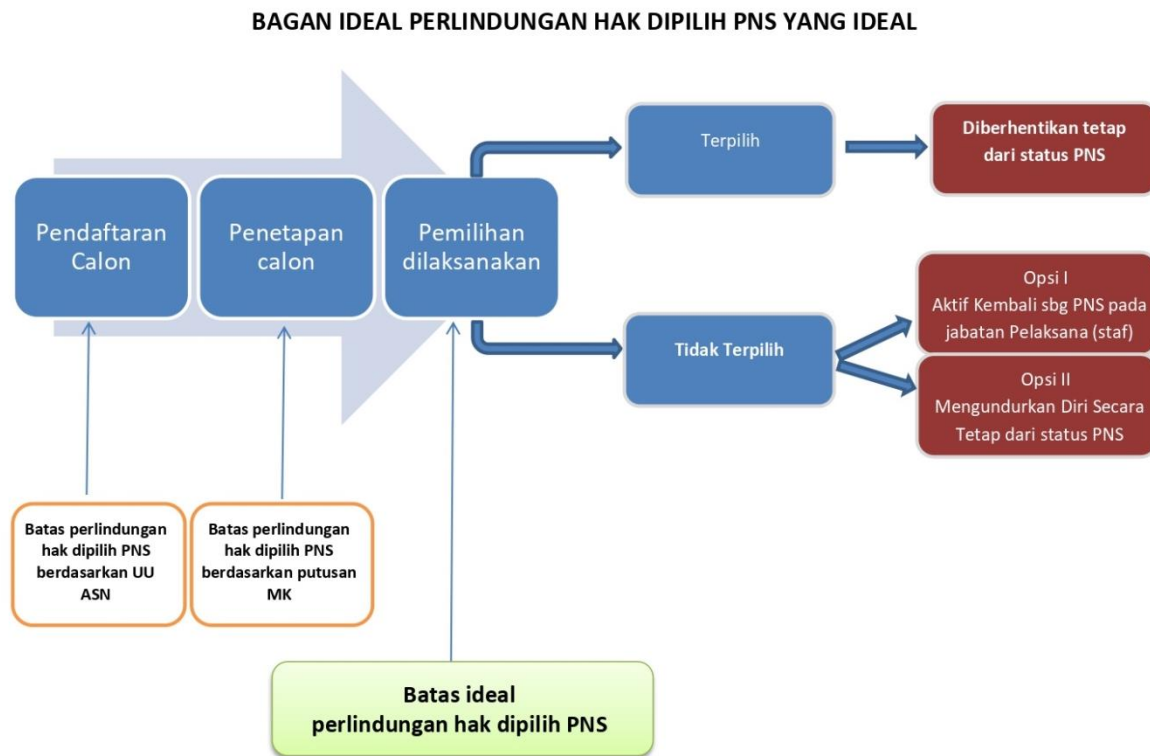 BAGAN IDEAL PERLINDUNGAN HAK DIPILIH PNS YANG IDEAL
Pendaftaran
Calon
Penetapan
calon
Pemilihan
dilaksanakan
Terpilih
Diberhentikan tetap
dari status PNS
Tidak Terpilih
Opsi I
Aktif Kembali sbg PNS pada
jabatan Pelaksana (staf)
Opsi II
Mengundurkan Diri Secara
Tetap dari status PNS
Batas perlindungan
hak dipilih PNS
berdasarkan UU
ASN
Batas perlindungan
hak dipilih PNS
berdasarkan putusan
MK
Batas ideal
perlindungan hak dipilih PNS